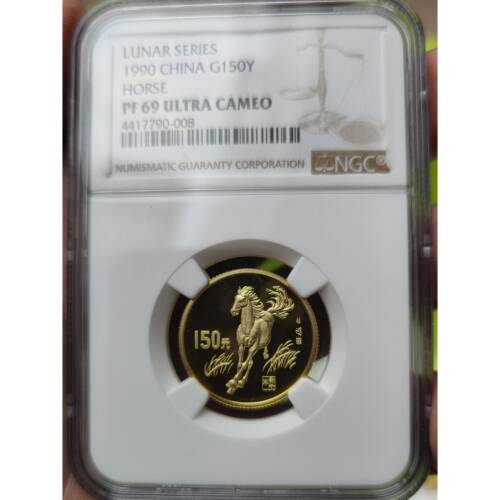 LUNAR SERIES
1990 CHINA G150Y
HORSE
PF 69 ULTRA CAMEO
4417790-008
NUMISMATIC GUARANTY CORPORATION
NGC®
150元